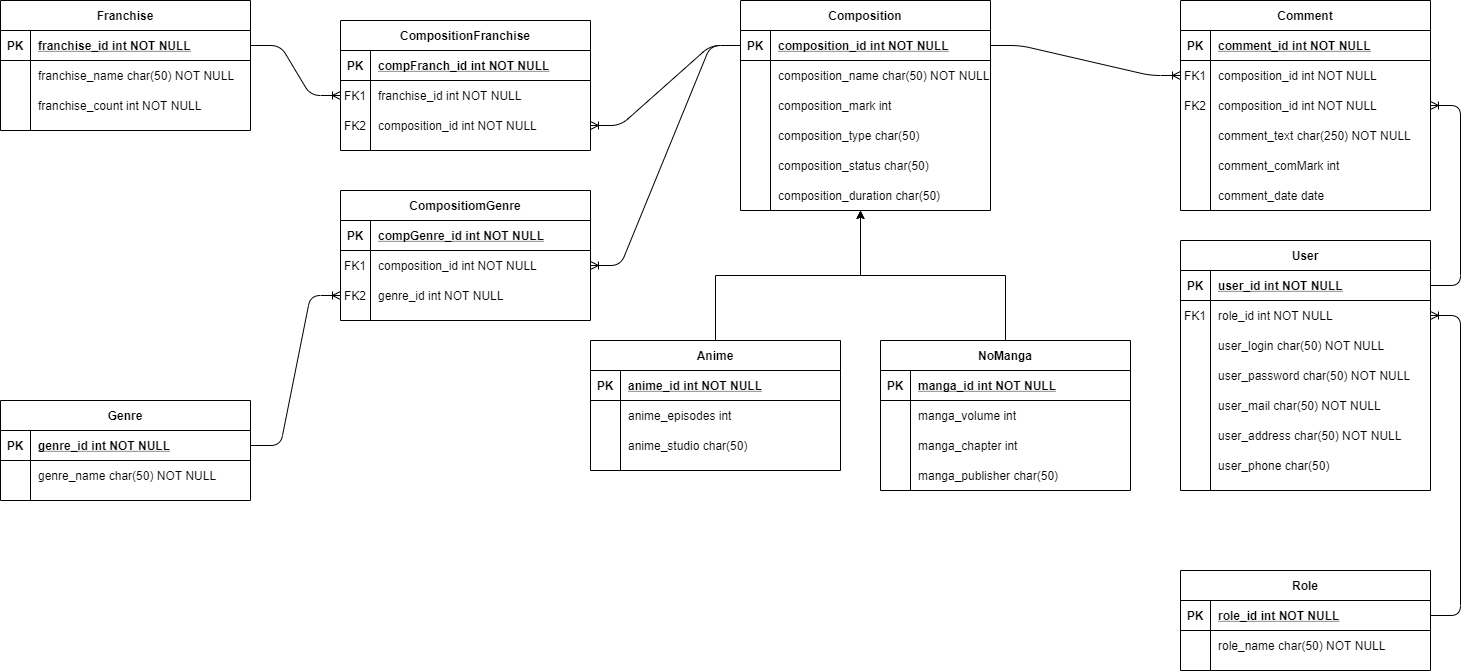 Franchise
PK franchise_id int NOT NULL
franchise_name char(50) NOT NULL
franchise_count int NOT NULL
CompositionFranchise
PK compFranch_id int NOT NULL
FK1 franchise_id int NOT NULL
FK2 composition_id int NOT NULL
CompositiomGenre
PK compGenre_id int NOT NULL
FK1 composition_id int NOT NULL
FK2 genre_id int NOT NULL
Genre
PK genre_id int NOT NULL
genre_name char(50) NOT NULL
Composition
PK composition_id int NOT NULL
composition_name char(50) NOT NULL
composition_mark int
composition_type char(50)
composition_status char(50)
composition_duration char(50)
Anime
PK anime_id int NOT NULL
anime_episodes int
anime_studio char(50)
NoManga
PK manga_id int NOT NULL
manga_volume int
manga_chapter int
manga_publisher char(50)
Comment
PK comment_id int NOT NULL
FK1 composition_id int NOT NULL
FK2 composition_id int NOT NULL
comment_text char(250) NOT NULL
comment_comMark int
comment_date date
User
PK user_id int NOT NULL
FK1 role_id int NOT NULL
user_login char(50) NOT NULL
user_password char(50) NOT NULL
user_mail char(50) NOT NULL
user_address char(50) NOT NULL
user_phone char(50)
Role
PK role_id int NOT NULL
role_name char(50) NOT NULL